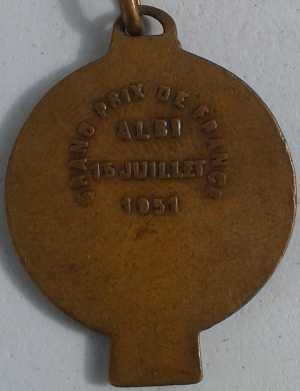 GRAND PRIX DE FRANCE
ALBI
15 JUILLET
1951